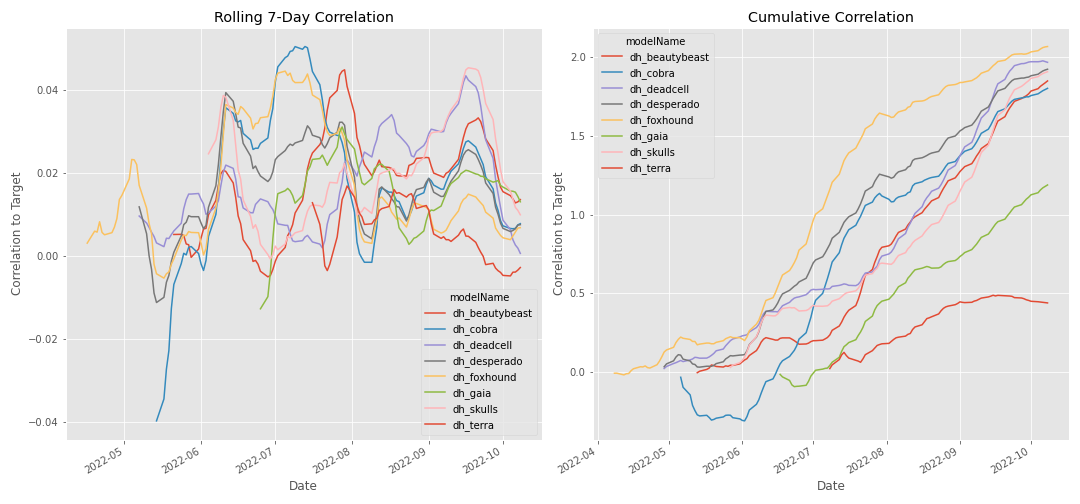 Rolling 7-Day Correlation
Correlation to Target
0.04
0.02
0.00
−0.02
−0.04
2022-05
2022-06
2022-07
2022-08
2022-09
2022-10
Date
modelName
dh_beautybeast
dh_cobra
dh_deadcell
dh_desperado
dh_foxhound
dh_gaia
dh_skulls
dh_terra
Cumulative Correlation
Correlation to Target
2.0
1.5
1.0
0.5
0.0
2022-04
2022-05
2022-06
2022-07
2022-08
2022-09
2022-10
Date
modelName
dh_beautybeast
dh_cobra
dh_deadcell
dh_desperado
dh_foxhound
dh_gaia
dh_skulls
dh_terra